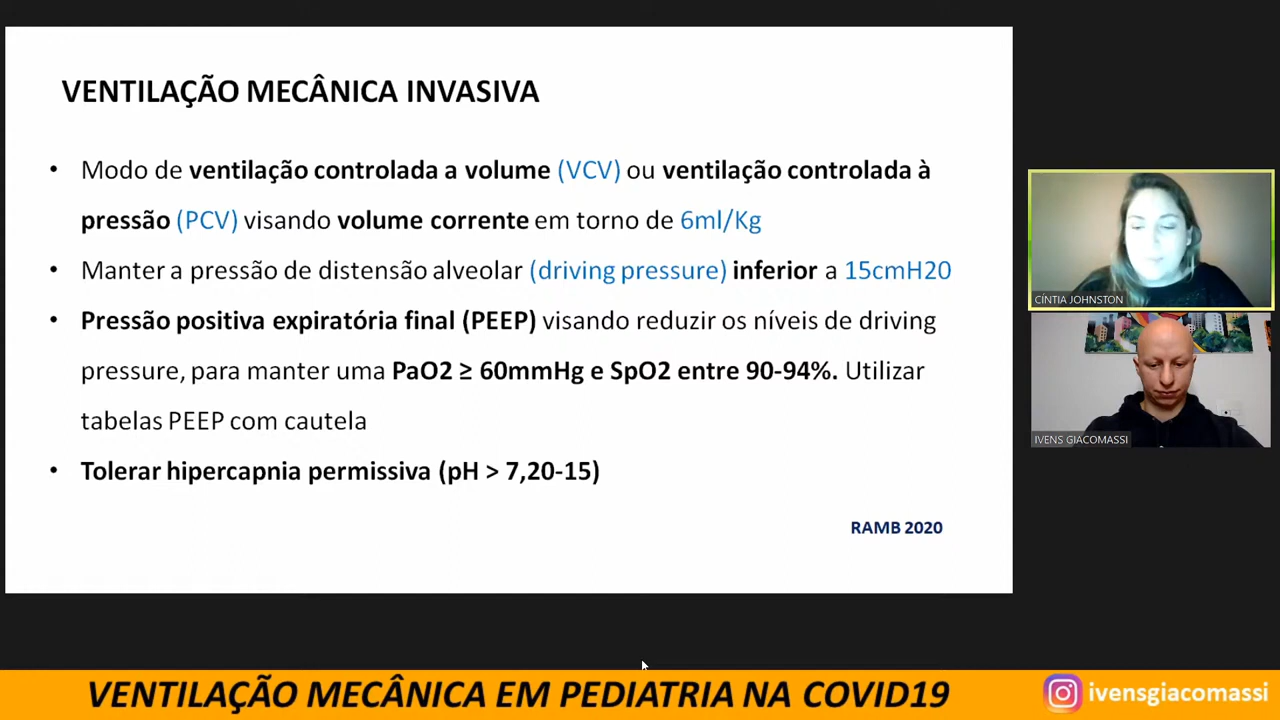 VENTILAÇÃO MECÂNICA INVASIVA
• Modo de ventilação controlada a volume (VCV) ou ventilação controlada à
pressão (PCV) visando volume corrente em torno de 6ml/Kg
• Manter a pressão de distensão alveolar (driving pressure) inferior a 15cmH20
• Pressão positiva expiratória final (PEEP) visando reduzir os níveis de driving
pressure, para manter uma PaO2 ≥ 60mmHg e SpO2 entre 90-94%. Utilizar
tabelas PEEP com cautela
• Tolerar hipercapnia permissiva (pH > 7,20-15)
RAMB 2020
CÍNTIA JOHNSTON
IVENS GIACOMASSI
VENTILAÇÃO MECÂNICA EM PEDIATRIA NA COVID19
ivensgiacomassi